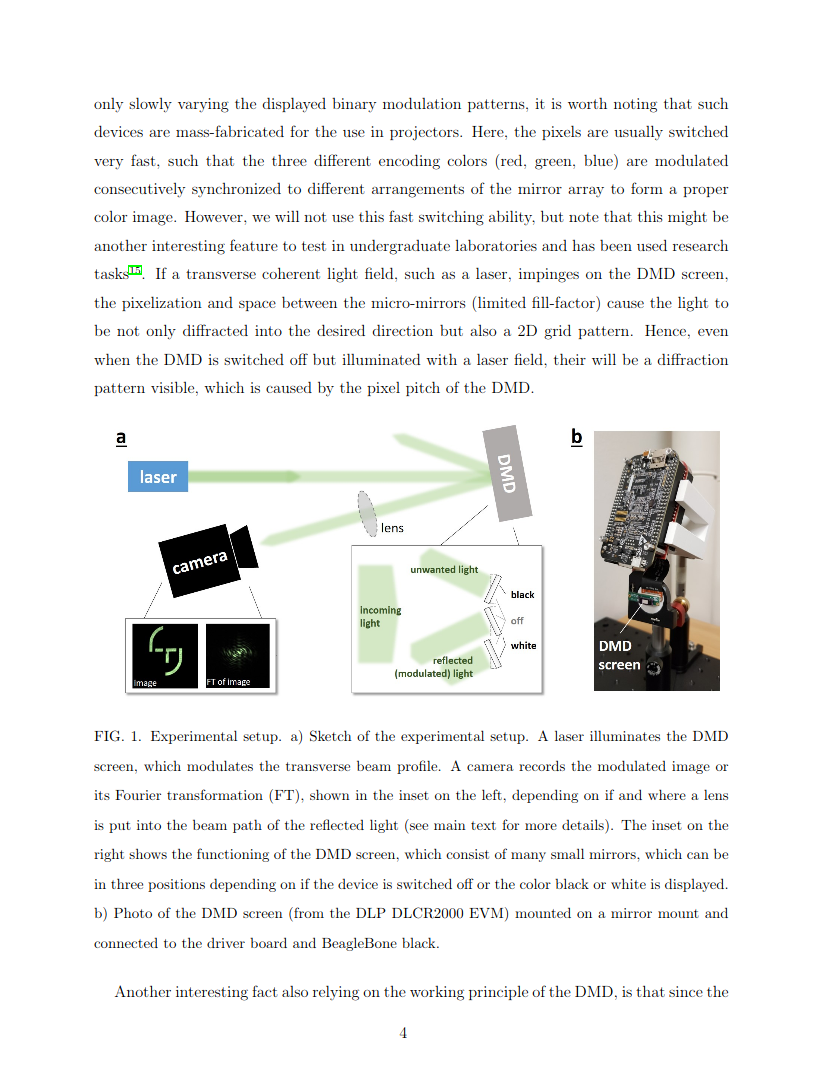 only slowly varying the displayed binary modulation patterns, it is worth noting that such
devices are mass-fabricated for the use in projectors. Here, the pixels are usually switched
very fast, such that the three different encoding colors (red, green, blue) are modulated
consecutively synchronized to different arrangements of the mirror array to form a proper
color image. However, we will not use this fast switching ability, but note that this might be
another interesting feature to test in undergraduate laboratories and has been used research
tasks15. If a transverse coherent light field, such as a laser, impinges on the DMD screen,
the pixelization and space between the micro-mirrors (limited fill-factor) cause the light to
be not only diffracted into the desired direction but also a 2D grid pattern. Hence, even
when the DMD is switched off but illuminated with a laser field, their will be a diffraction
pattern visible, which is caused by the pixel pitch of the DMD.
a
laser
DMD
lens
camera
Image
FT of image
unwanted light
incoming
light
black
off
white
reflected
(modulated) light
b
DMD
screen
FIG. 1. Experimental setup. a) Sketch of the experimental setup. A laser illuminates the DMD
screen, which modulates the transverse beam profile. A camera records the modulated image or
its Fourier transformation (FT), shown in the inset on the left, depending on if and where a lens
is put into the beam path of the reflected light (see main text for more details). The inset on the
right shows the functioning of the DMD screen, which consist of many small mirrors, which can be
in three positions depending on if the device is switched off or the color black or white is displayed.
b) Photo of the DMD screen (from the DLP DLCR2000 EVM) mounted on a mirror mount and
connected to the driver board and BeagleBone black.
Another interesting fact also relying on the working principle of the DMD, is that since the
4